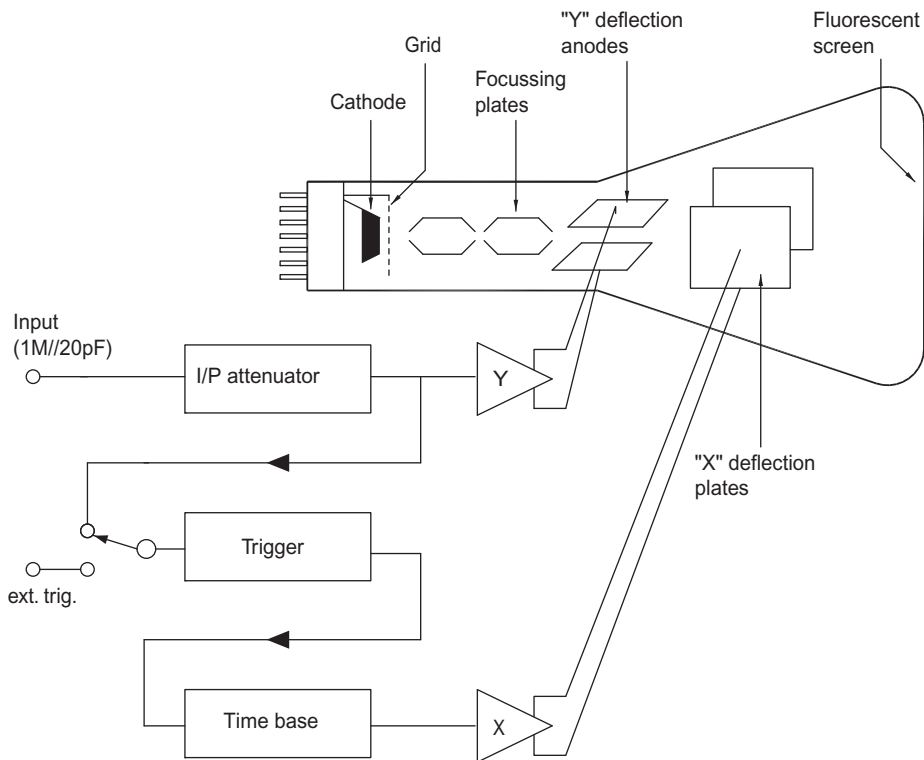 "Y" deflection
anodes
Fluorescent
screen
Grid
Focussing
plates
Cathode
Input
(1M//20pF)
I/P attenuator
Y
"X" deflection
plates
Trigger
ext. trig.
Time base
X